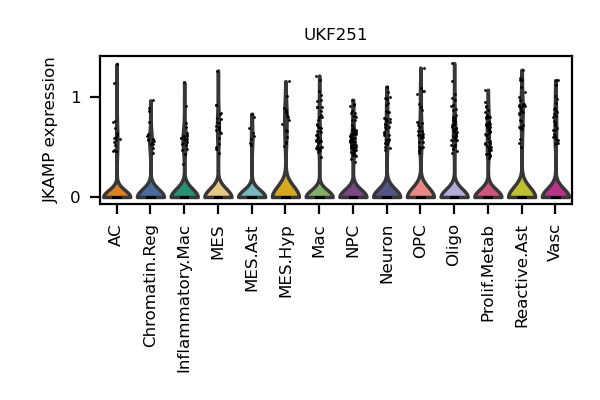 UKF251
JKAMP expression
1
0
AC
Chromatin.Reg
Inflammatory.Mac
MES
MES.Ast
MES.Hyp
Mac
NPC
Neuron
OPC
Oligo
Prolif.Metab
Reactive.Ast
Vasc